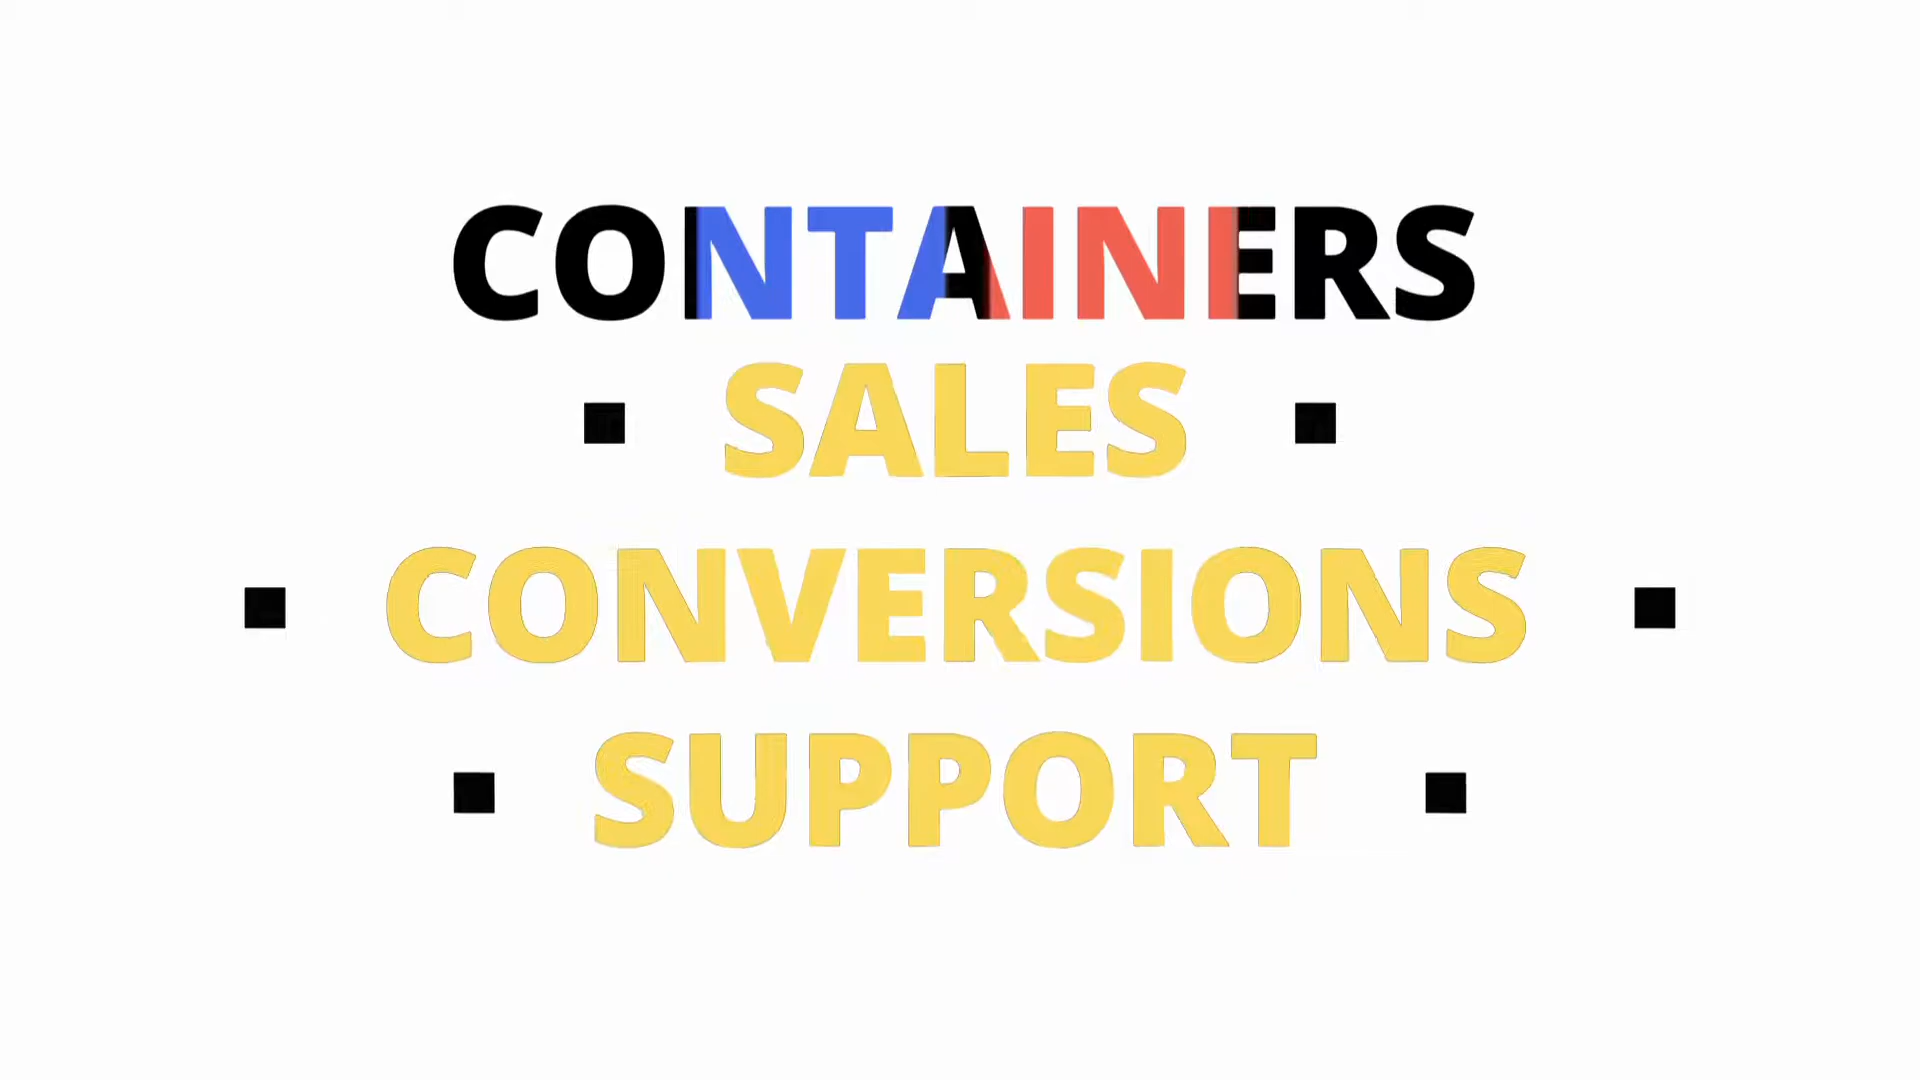 CONTAINERS
▪ SALES ▪
▪ CONVERSIONS ▪
▪ SUPPORT ▪